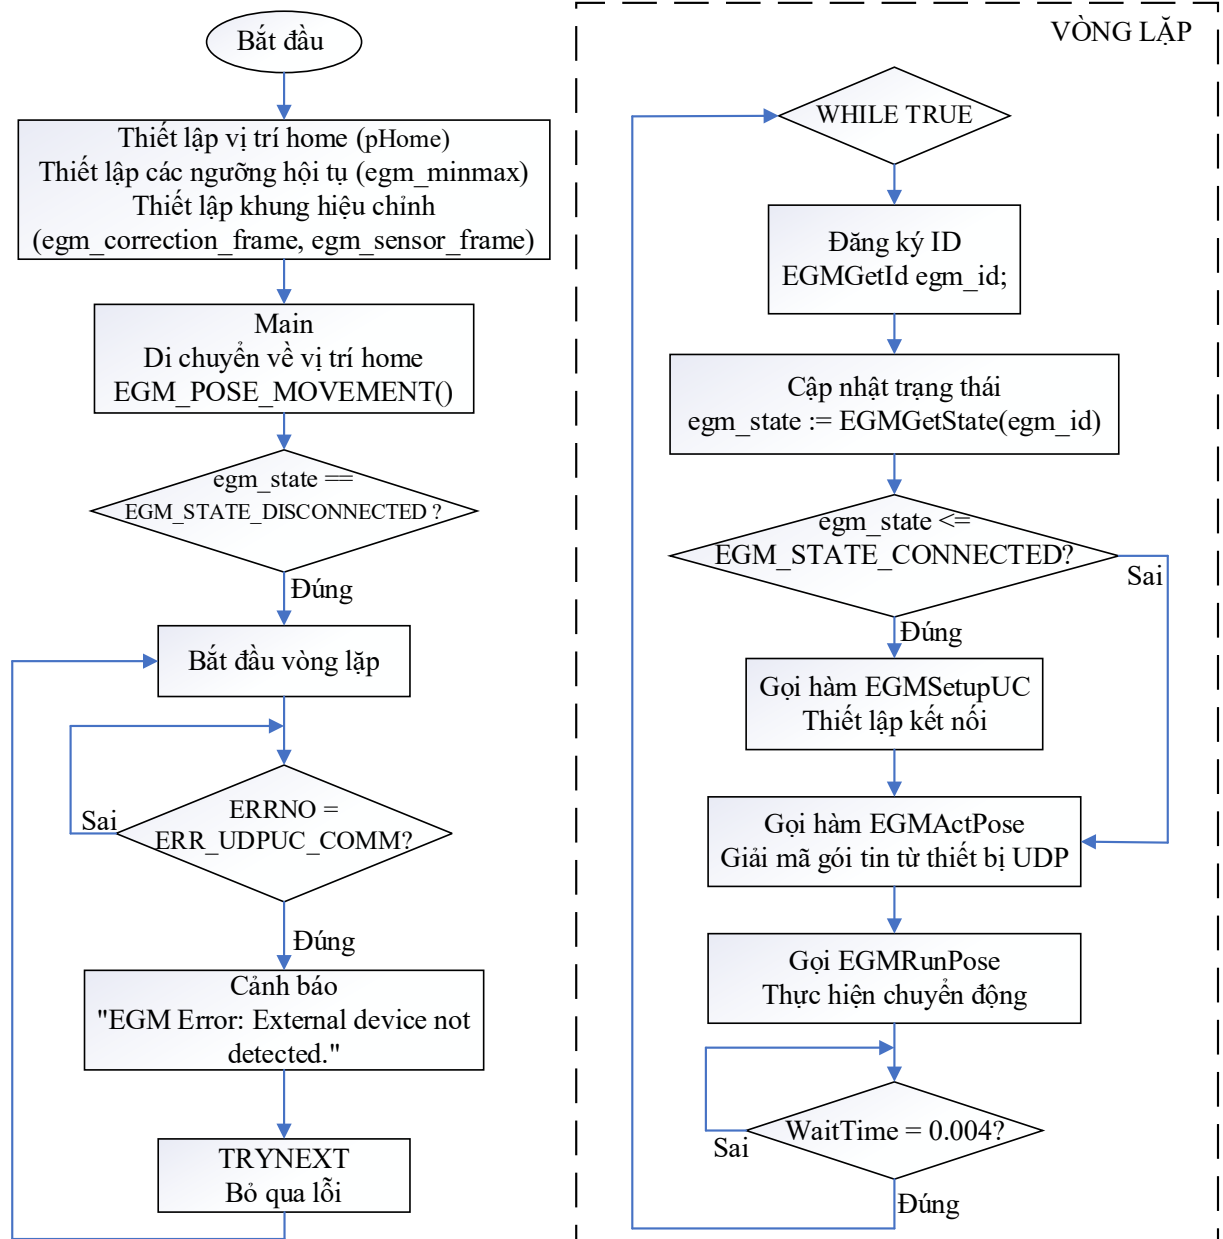 Bắt đầu
Thiết lập vị trí home (pHome)
Thiết lập các ngưỡng hội tụ (egm_minmax)
Thiết lập khung hiệu chỉnh
(egm_correction_frame, egm_sensor_frame)
Main
Di chuyển về vị trí home
EGM_POSE_MOVEMENT()
egm_state ==
EGM_STATE_DISCONNECTED ?
Đúng
Bắt đầu vòng lặp
ERRNO =
ERR_UDPUC_COMM?
Sai
Đúng
Cảnh báo
"EGM Error: External device not
detected."
TRYNEXT
Bỏ qua lỗi
VÒNG LẶP
WHILE TRUE
Đăng ký ID
EGMGetId egm_id;
Cập nhật trạng thái
egm_state := EGMGetState(egm_id)
egm_state <=
EGM_STATE_CONNECTED?
Sai
Đúng
Gọi hàm EGMSetupUC
Thiết lập kết nối
Gọi hàm EGMActPose
Giải mã gói tin từ thiết bị UDP
Gọi EGMRunPose
Thực hiện chuyển động
WaitTime = 0.004?
Sai
Đúng